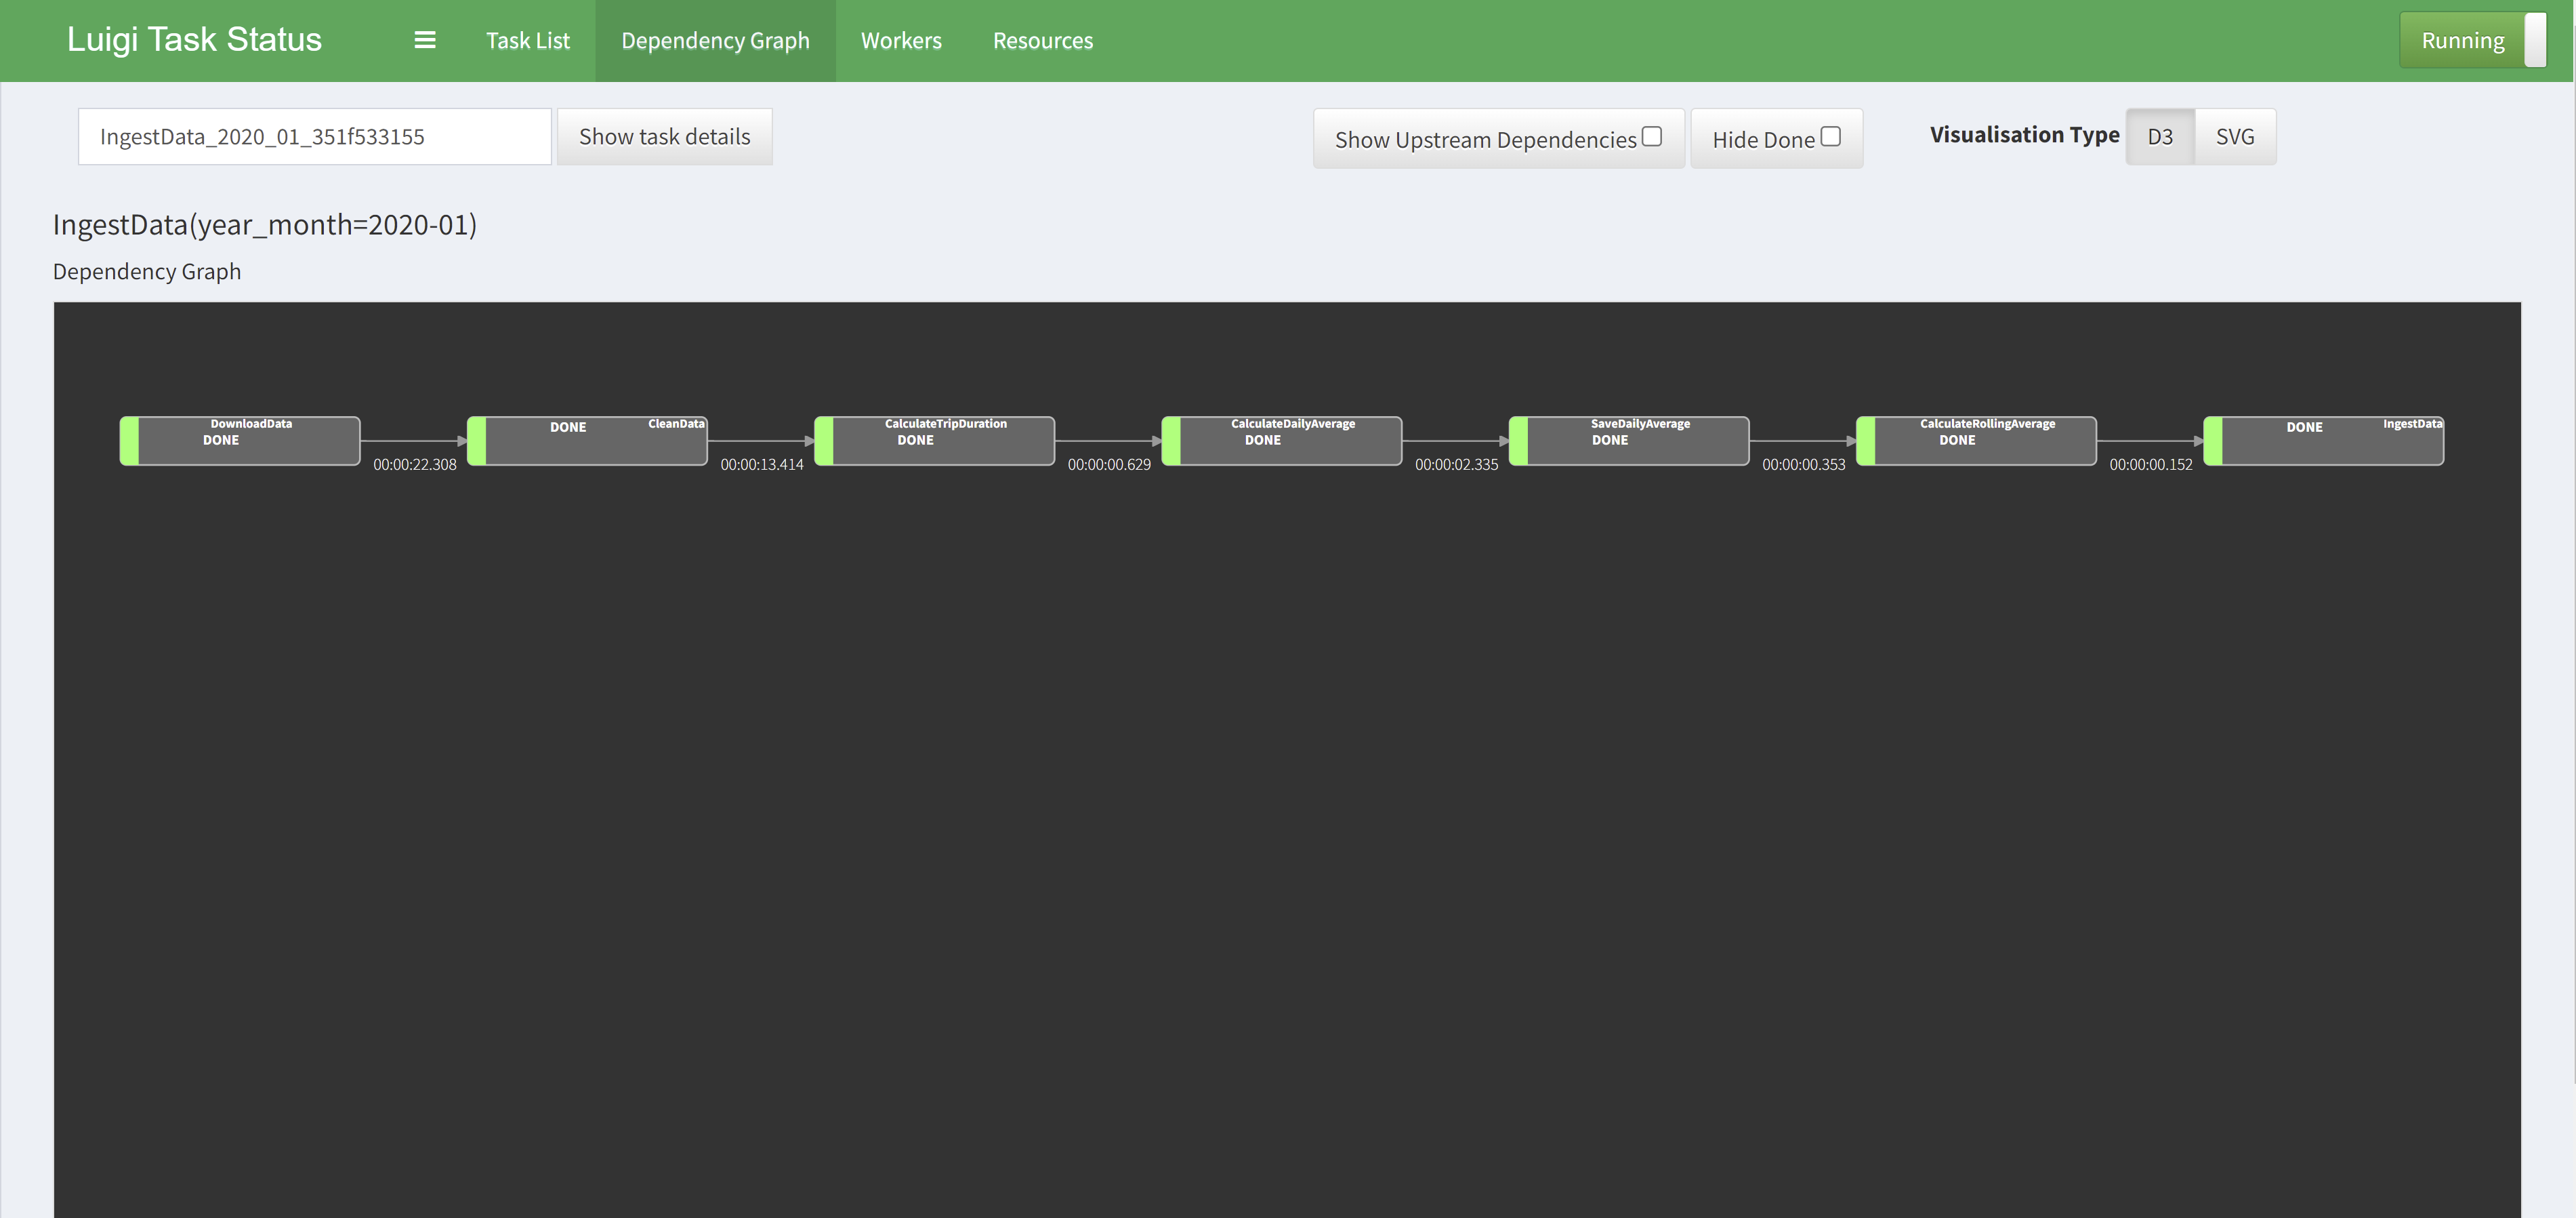 Luigi Task Status Task List Dependency Graph Workers Resources Running
IngestData_2020_01_351f533155 Show task details Show Upstream Dependencies Hide Done Visualisation Type D3 SVG
IngestData(year_month=2020-01)
Dependency Graph
DownloadData
DONE
00:00:22.308
DONE CleanData
00:00:13.414
CalculateTripDuration
DONE
00:00:00.629
CalculateDailyAverage
DONE
00:00:02.335
SaveDailyAverage
DONE
00:00:00.353
CalculateRollingAverage
DONE
00:00:00.152
DONE IngestData